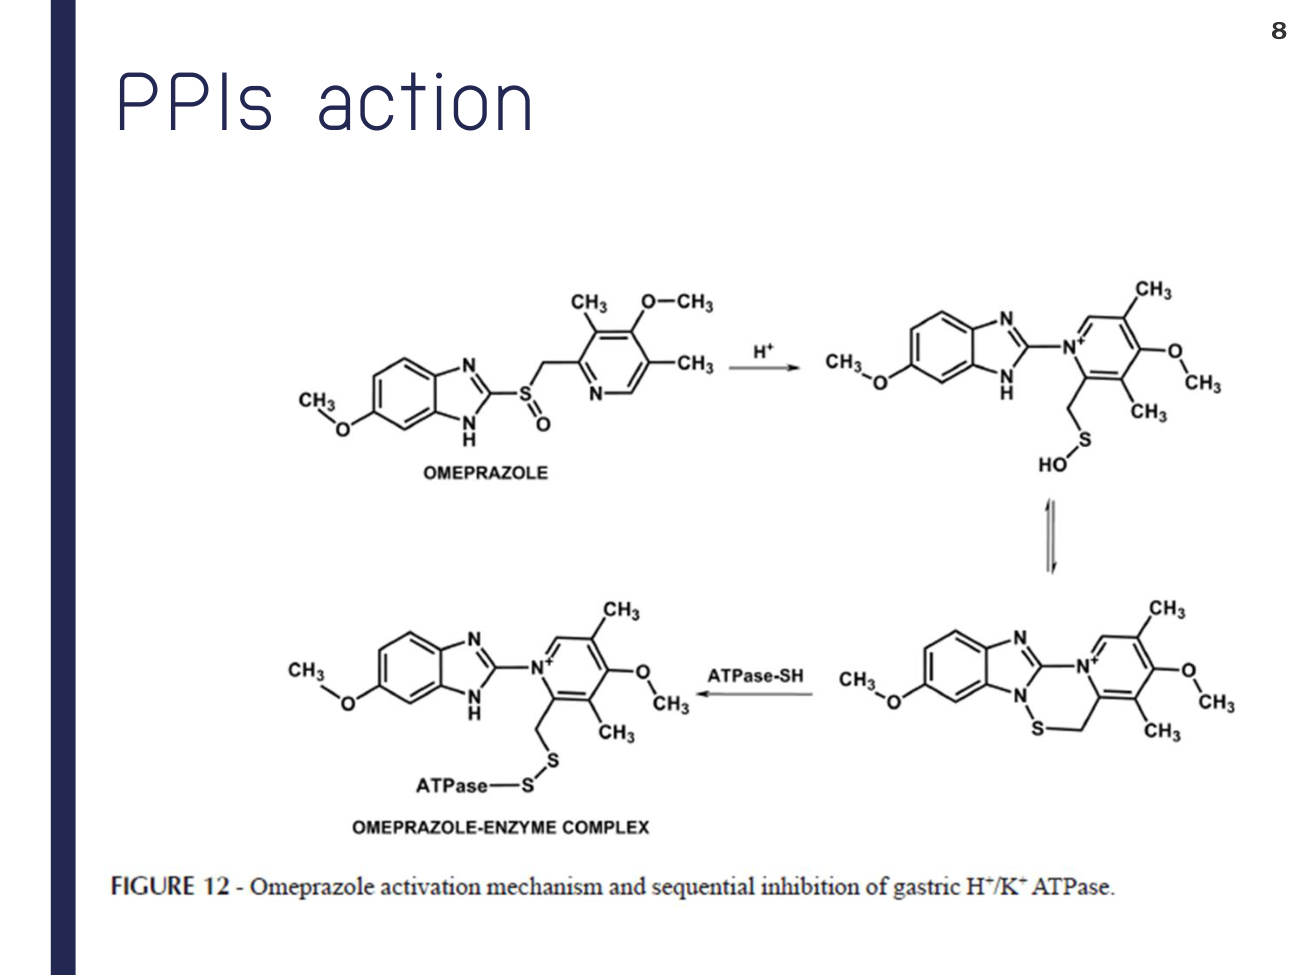 8
PPIs action
CH3 O—CH3
CH3
N
N
S
O
N
H
CH3
O
OMEPRAZOLE
H+
CH3
N
N+
O
CH3
CH3
N
H
CH3
O
S
HO
CH3
N
N+
O
CH3
CH3
N
S
CH3
O
ATPase-SH
CH3
N
N+
O
CH3
CH3
N
H
CH3
O
S
ATPase—S
OMEPRAZOLE-ENZYME COMPLEX
FIGURE 12 - Omeprazole activation mechanism and sequential inhibition of gastric H+/K+ ATPase.